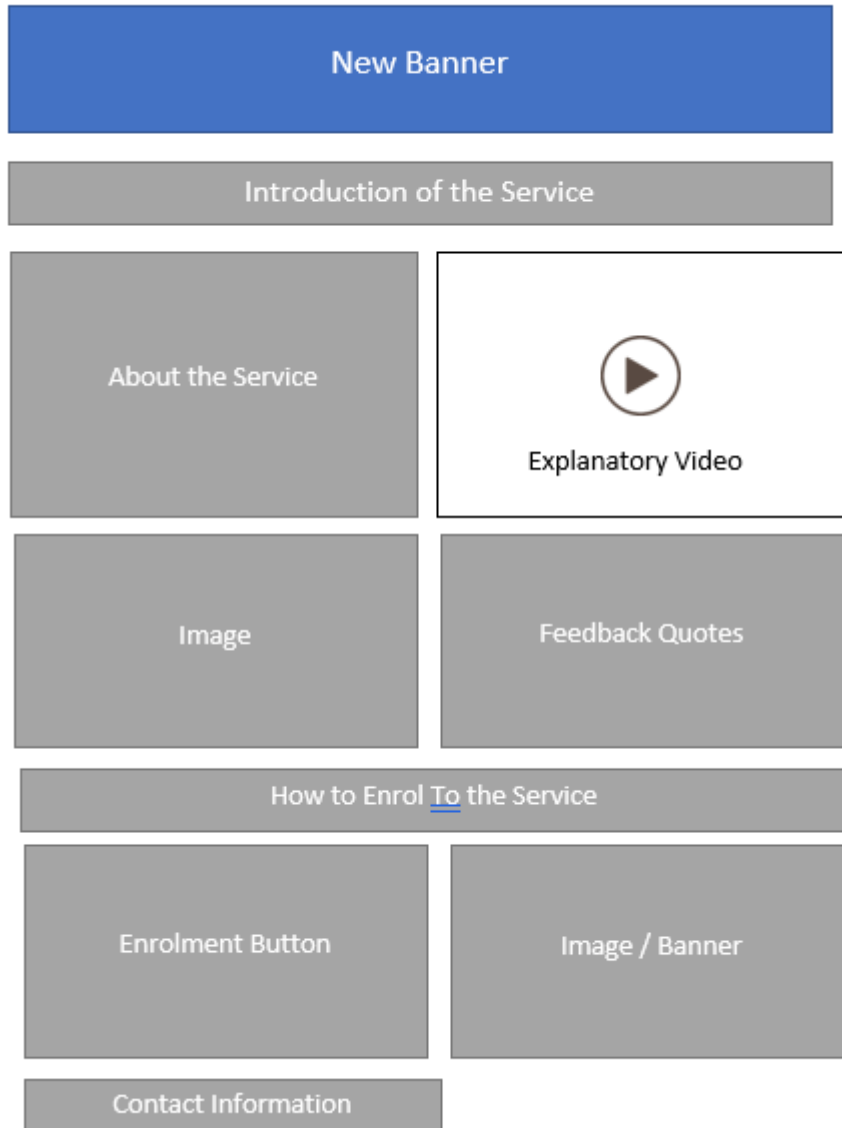 New Banner
Introduction of the Service
About the Service
Explanatory Video
Image
Feedback Quotes
How to Enrol To the Service
Enrolment Button
Image / Banner
Contact Information